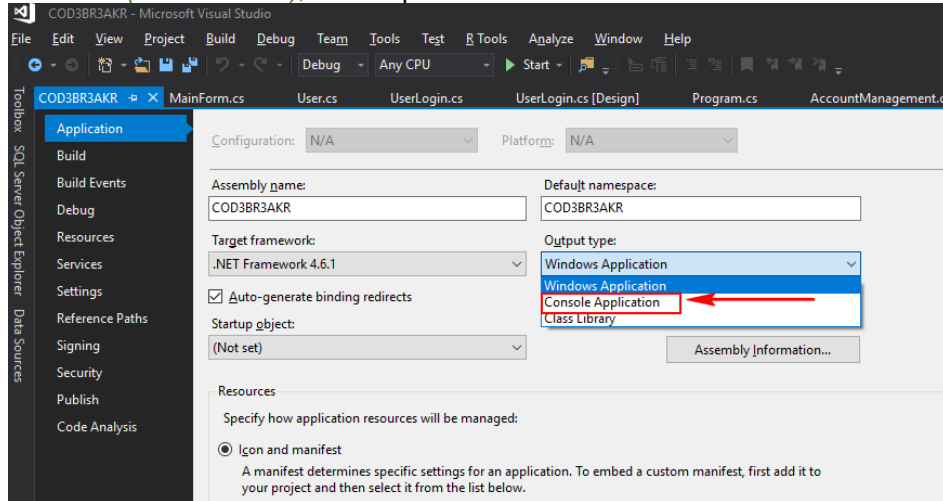 COD3BR3AKR - Microsoft Visual Studio
File Edit View Project Build Debug Team Tools Test R Tools Analyze Window Help
Debug Any CPU Start
COD3BR3AKR MainForm.cs User.cs UserLogin.cs UserLogin.cs [Design] Program.cs AccountManagement.c
Toolbox
SQL Server Object Explorer
Data Sources
Application
Build
Build Events
Debug
Resources
Services
Settings
Reference Paths
Signing
Security
Publish
Code Analysis
Configuration: N/A Platform: N/A
Assembly name: Default namespace:
COD3BR3AKR COD3BR3AKR
Target framework: Output type:
.NET Framework 4.6.1 Windows Application
Windows Application
Auto-generate binding redirects Console Application
Startup object: Class Library
(Not set) Assembly Information...
Resources
Specify how application resources will be managed:
Icon and manifest
A manifest determines specific settings for an application. To embed a custom manifest, first add it to
your project and then select it from the list below.